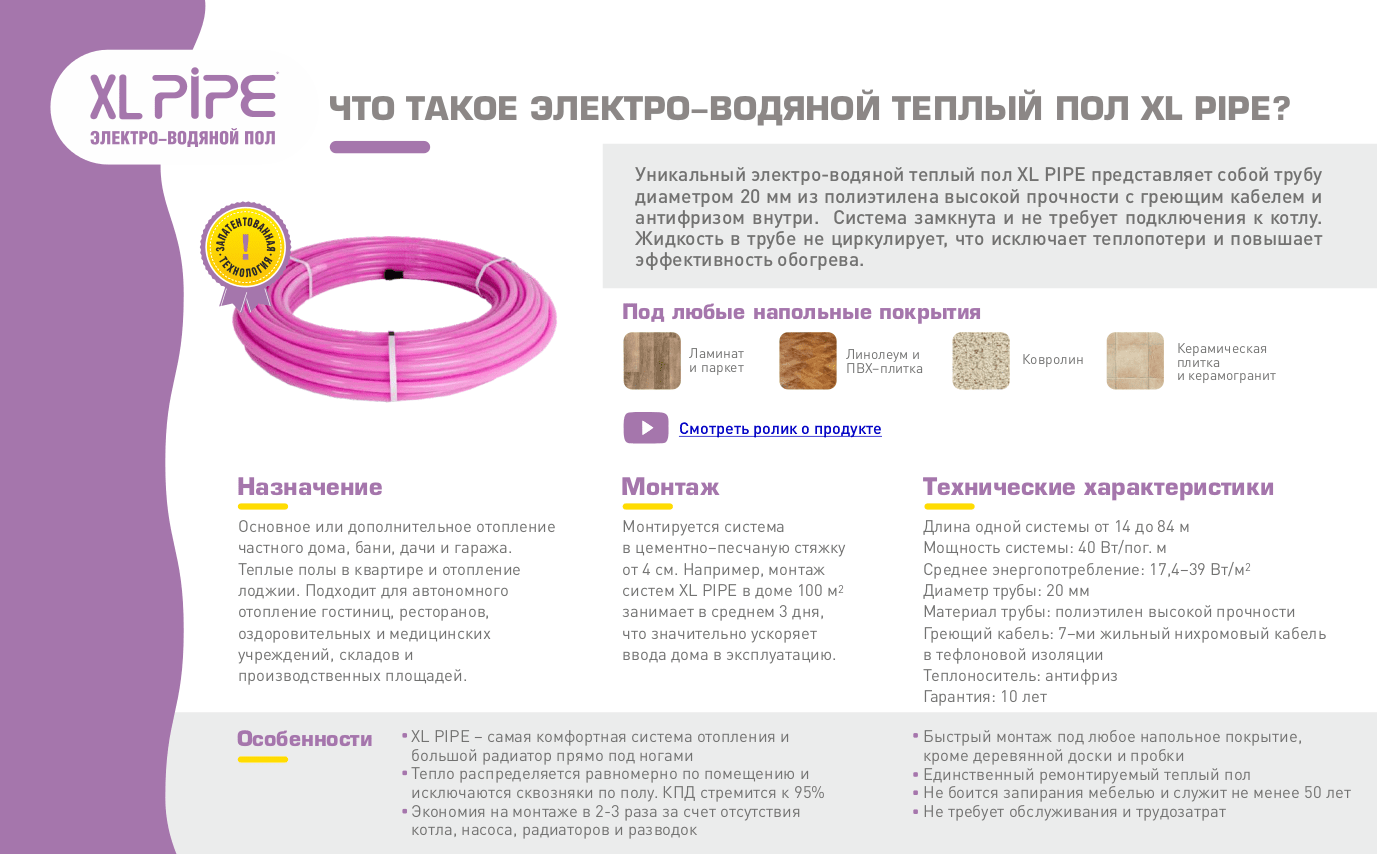 XL PIPE
ЭЛЕКТРО–ВОДЯНОЙ ПОЛ
ЧТО ТАКОЕ ЭЛЕКТРО–ВОДЯНОЙ ТЕПЛЫЙ ПОЛ XL PIPE?
Уникальный электро-водяной теплый пол XL PIPE представляет собой трубу
диаметром 20 мм из полиэтилена высокой прочности с греющим кабелем и
антифризом внутри. Система замкнута и не требует подключения к котлу.
Жидкость в трубе не циркулирует, что исключает теплопотери и повышает
эффективность обогрева.
ЗАПАТЕНТОВАННАЯ
!
ТЕХНОЛОГИЯ
Под любые напольные покрытия
Ламинат
и паркет
Линолеум и
ПВХ–плитка
Ковролин
Керамическая
плитка
и керамогранит
Смотреть ролик о продукте
Назначение
Основное или дополнительное отопление
частного дома, бани, дачи и гаража.
Теплые полы в квартире и отопление
лоджии. Подходит для автономного
отопление гостиниц, ресторанов,
оздоровительных и медицинских
учреждений, складов и
производственных площадей.
Монтаж
Монтируется система
в цементно–песчаную стяжку
от 4 см. Например, монтаж
систем XL PIPE в доме 100 м²
занимает в среднем 3 дня,
что значительно ускоряет
ввода дома в эксплуатацию.
Технические характеристики
Длина одной системы от 14 до 84 м
Мощность системы: 40 Вт/пог. м
Среднее энергопотребление: 17,4–39 Вт/м²
Диаметр трубы: 20 мм
Материал трубы: полиэтилен высокой прочности
Греющий кабель: 7–ми жильный нихромовый кабель
в тефлоновой изоляции
Теплоноситель: антифриз
Гарантия: 10 лет
Особенности
• XL PIPE – самая комфортная система отопления и
большой радиатор прямо под ногами
• Тепло распределяется равномерно по помещению и
исключаются сквозняки по полу. КПД стремится к 95%
• Экономия на монтаже в 2-3 раза за счет отсутствия
котла, насоса, радиаторов и разводок
• Быстрый монтаж под любое напольное покрытие,
кроме деревянной доски и пробки
• Единственный ремонтируемый теплый пол
• Не боится запирания мебелью и служит не менее 50 лет
• Не требует обслуживания и трудозатрат